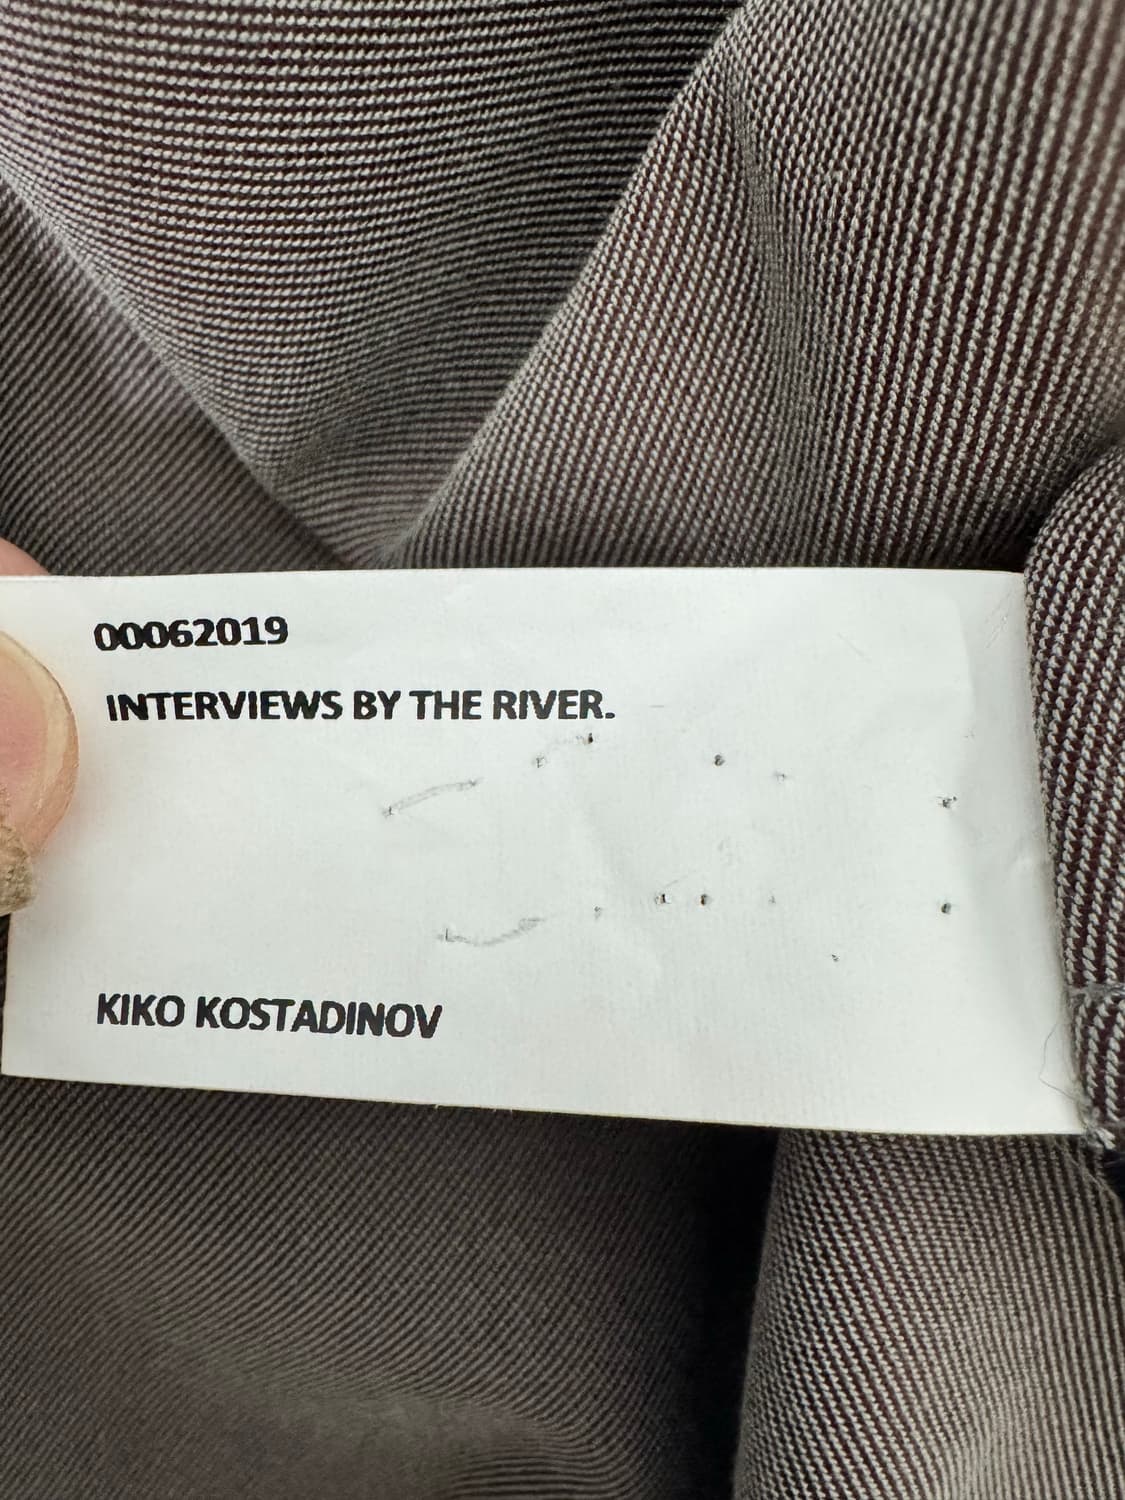 00062019
INTERVIEWS BY THE RIVER.
KIKO KOSTADINOV